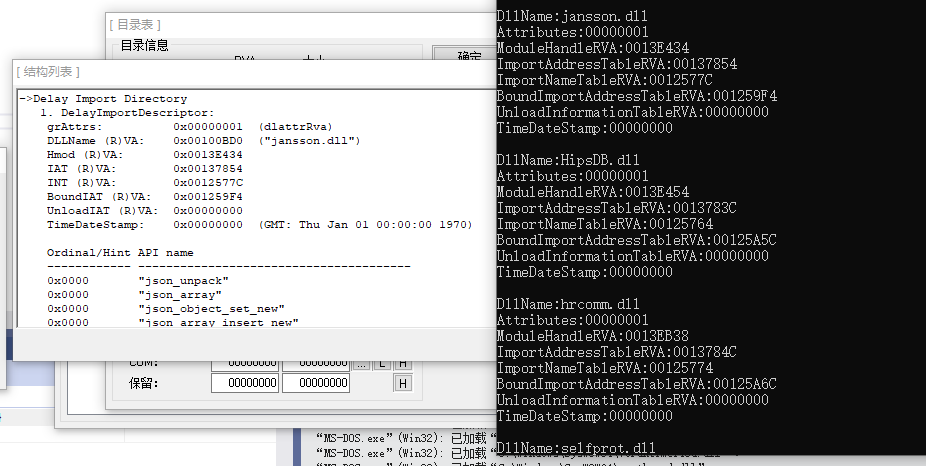 [ 目录表 ]
目录信息
RVA
大小
确定
[ 结构列表 ]
->Delay Import Directory
1. DelayImportDescriptor:
grAttrs: 0x00000001 (dlattrRva)
DLLName (R)VA: 0x00100BD0 ("jansson.dll")
Hmod (R)VA: 0x0013E434
IAT (R)VA: 0x00137854
INT (R)VA: 0x0012577C
BoundIAT (R)VA: 0x001259F4
UnloadIAT (R)VA: 0x00000000
TimeDateStamp: 0x00000000 (GMT: Thu Jan 01 00:00:00 1970)
Ordinal/Hint API name
------------ ---------------------------------------
0x0000 "json_unpack"
0x0000 "json_array"
0x0000 "json_object_set_new"
0x0000 "json_array_insert_new"
COM: 00000000 00000000 ... L H
保留: 00000000 00000000 H
DllName:jansson.dll
Attributes:00000001
ModuleHandleRVA:0013E434
ImportAddressTableRVA:00137854
ImportNameTableRVA:0012577C
BoundImportAddressTableRVA:001259F4
UnloadInformationTableRVA:00000000
TimeDateStamp:00000000
DllName:HipsDB.dll
Attributes:00000001
ModuleHandleRVA:0013E454
ImportAddressTableRVA:0013783C
ImportNameTableRVA:00125764
BoundImportAddressTableRVA:00125A5C
UnloadInformationTableRVA:00000000
TimeDateStamp:00000000
DllName:hrcomm.dll
Attributes:00000001
ModuleHandleRVA:0013EB38
ImportAddressTableRVA:0013784C
ImportNameTableRVA:00125774
BoundImportAddressTableRVA:00125A6C
UnloadInformationTableRVA:00000000
TimeDateStamp:00000000
DllName:selfprot.dll
“MS-DOS.exe”(Win32): 已加载
“MS-DOS.exe”(Win32): 已加载